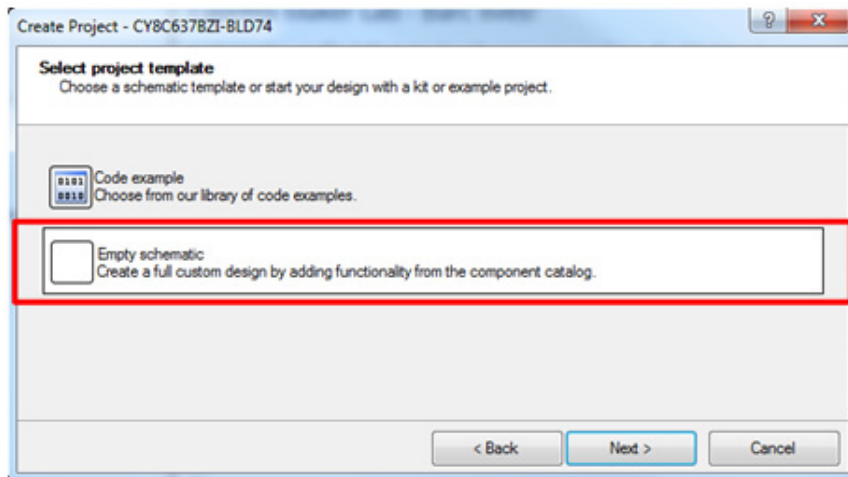 Create Project - CY8C637BZI-BLD74
Select project template
Choose a schematic template or start your design with a kit or example project.
0101
0010
Code example
Choose from our library of code examples.
Empty schematic
Create a full custom design by adding functionality from the component catalog.
< Back
Next >
Cancel